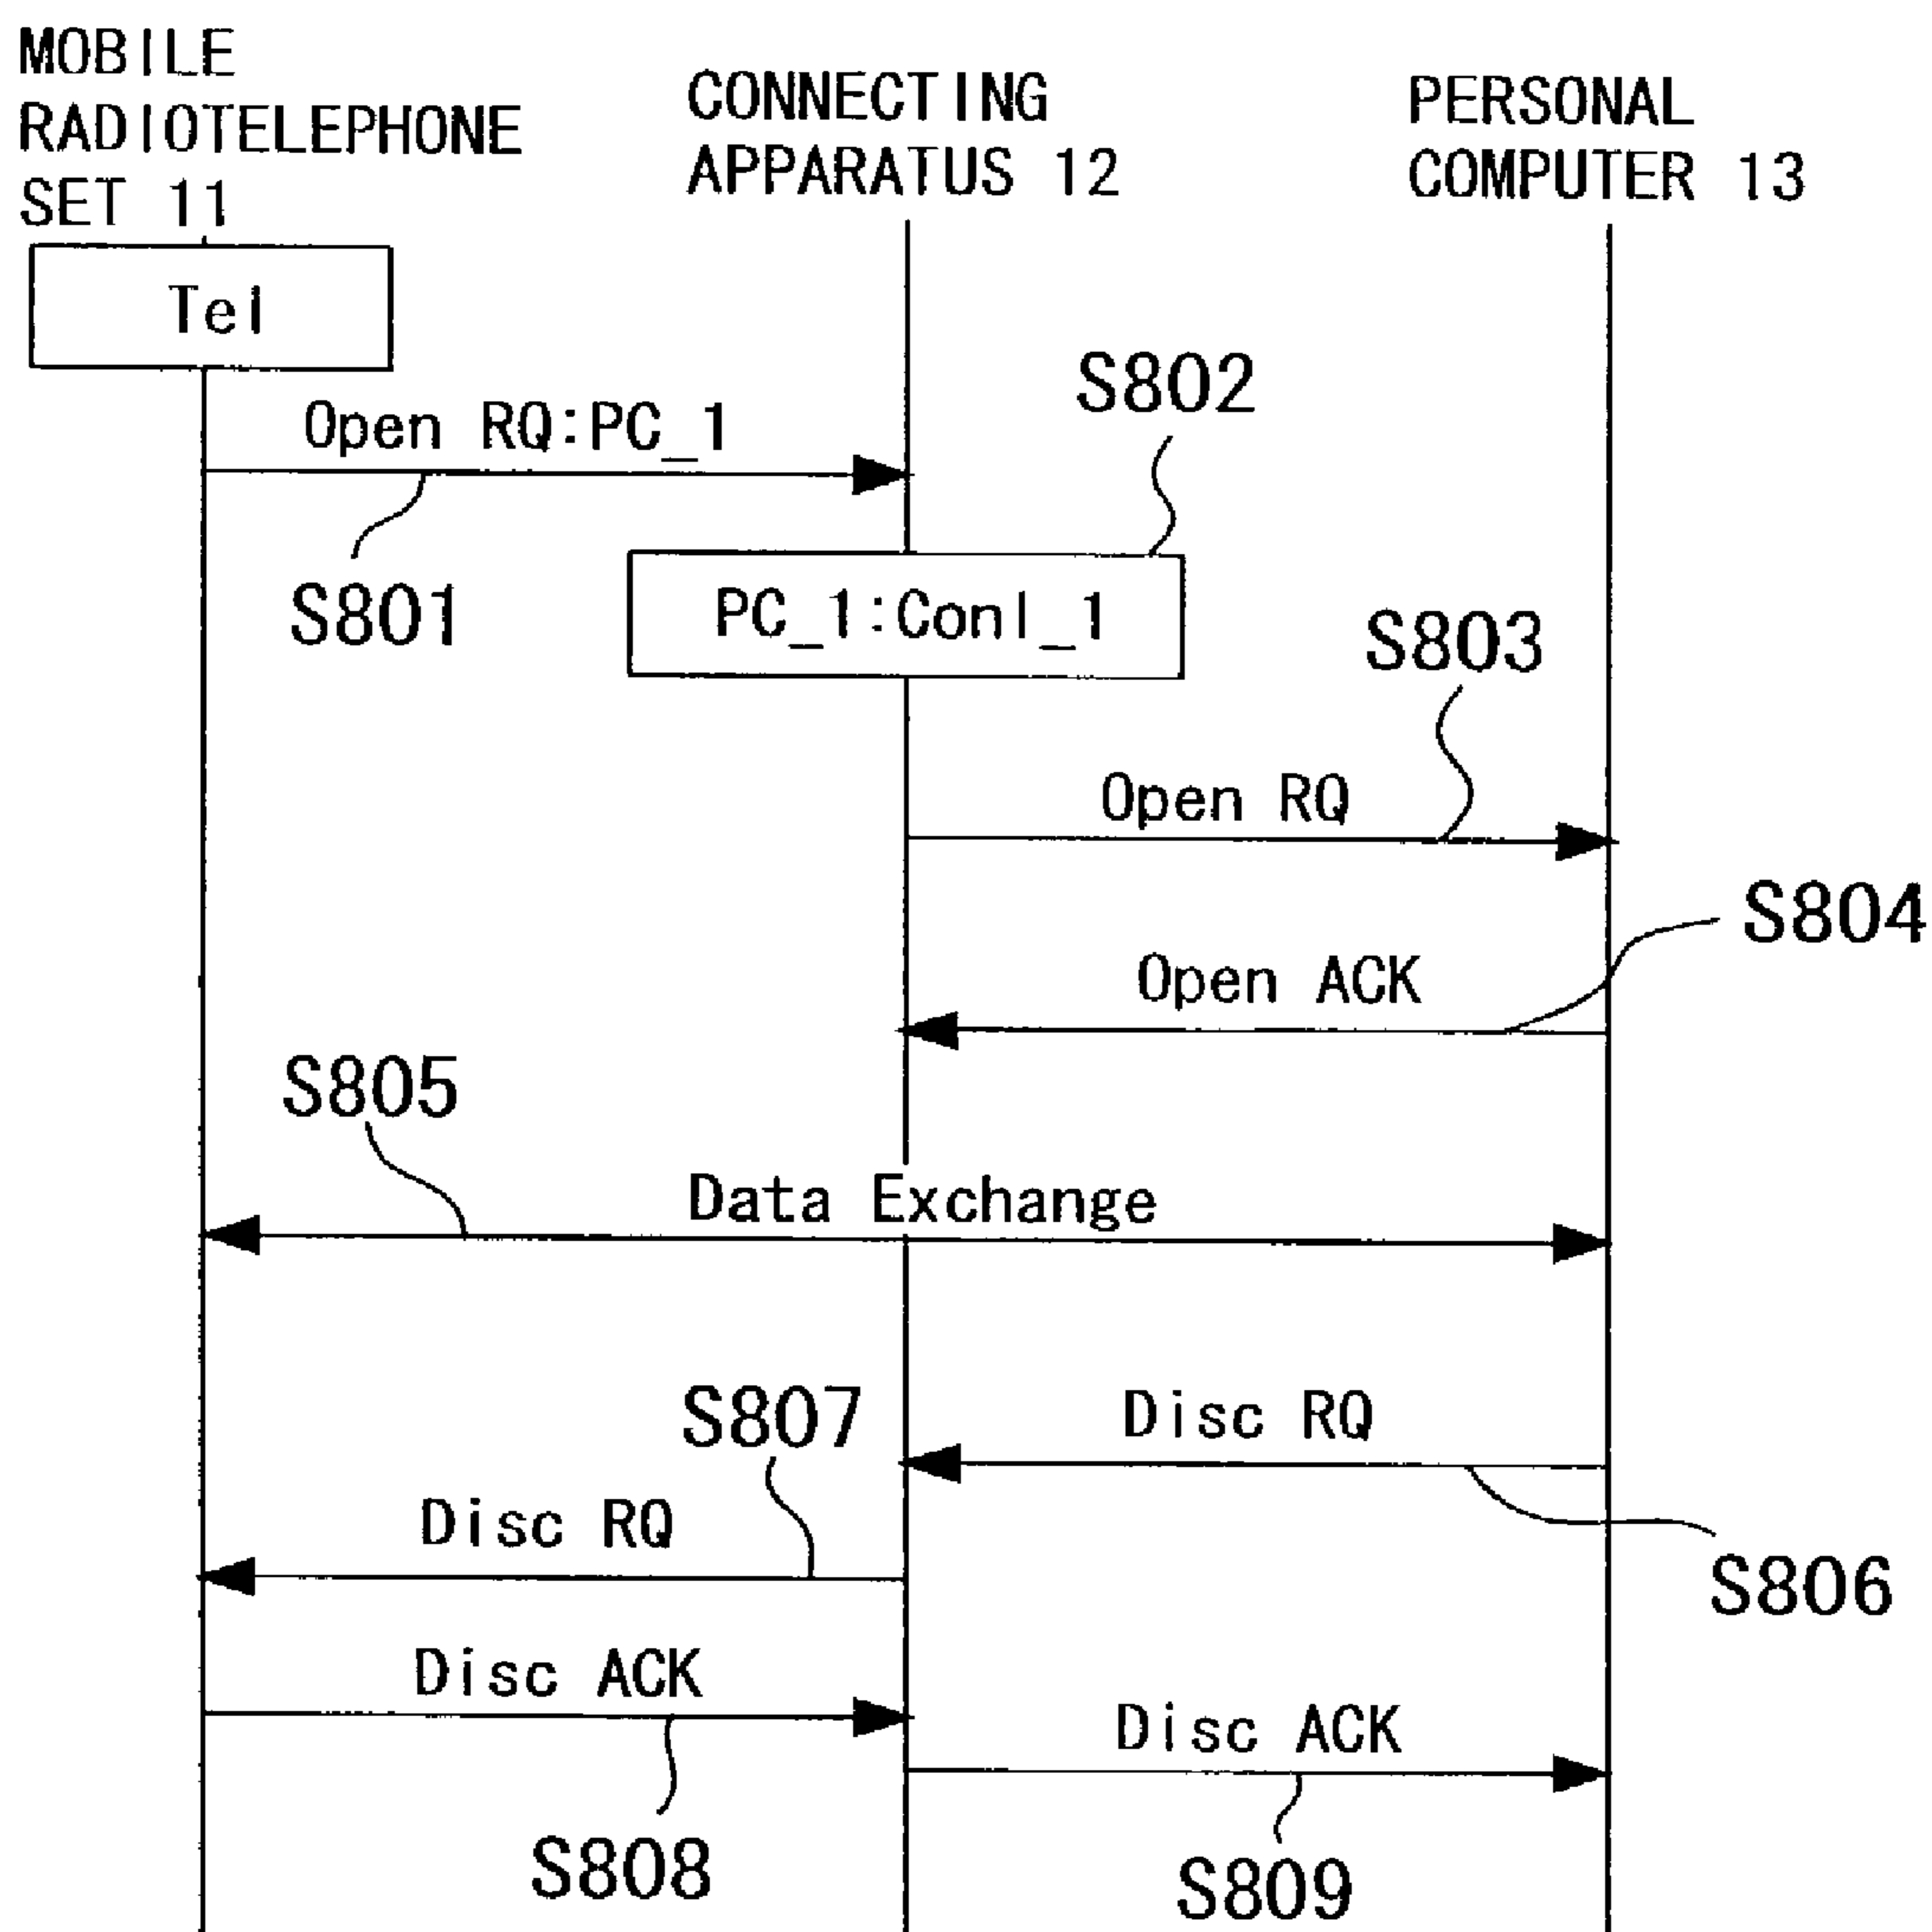 MOBILE
RADIOTELEPHONE
SET 11
CONNECTING
APPARATUS 12
PERSONAL
COMPUTER 13
Tel
Open RQ:PC_1
S801
S802
PC_1:Conl_1
S803
Open RQ
S804
Open ACK
S805
Data Exchange
S807
Disc RQ
Disc RQ
S806
Disc ACK
Disc ACK
S808
S809